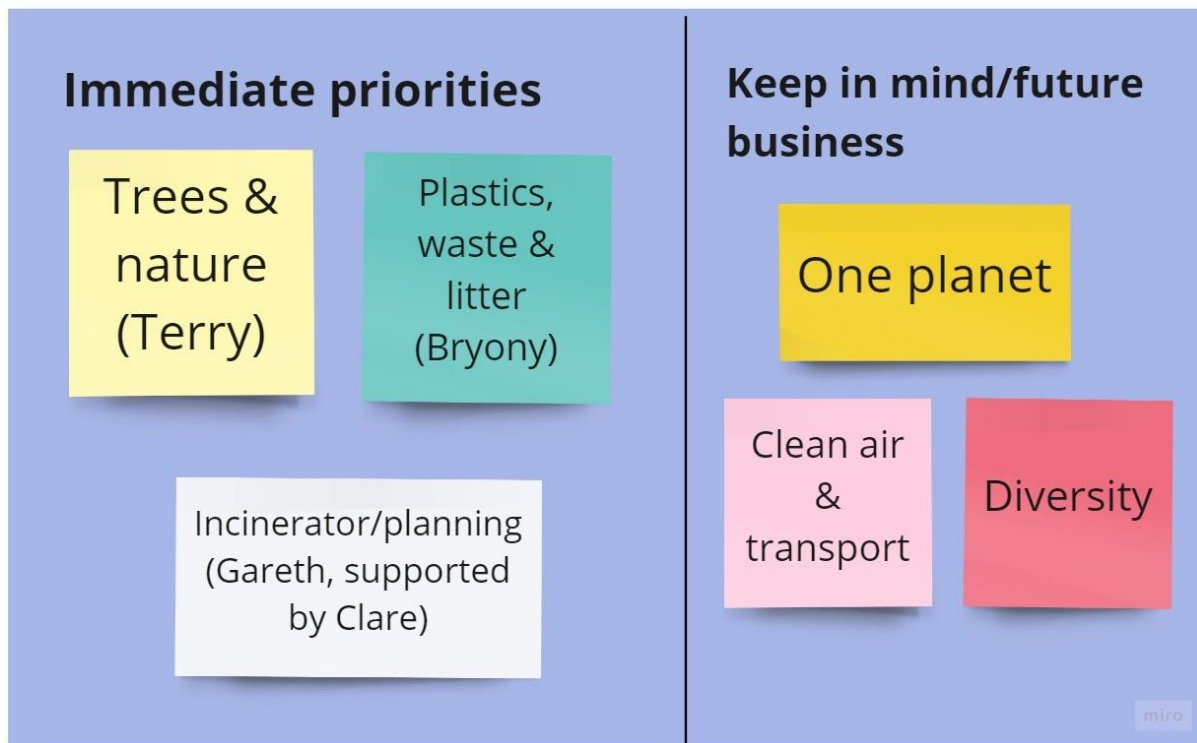 Immediate priorities
Trees &
nature
(Terry)
Plastics,
waste &
litter
(Bryony)
Incinerator/planning
(Gareth, supported
by Clare)
Keep in mind/future
business
One planet
Clean air
&
transport
Diversity
miro